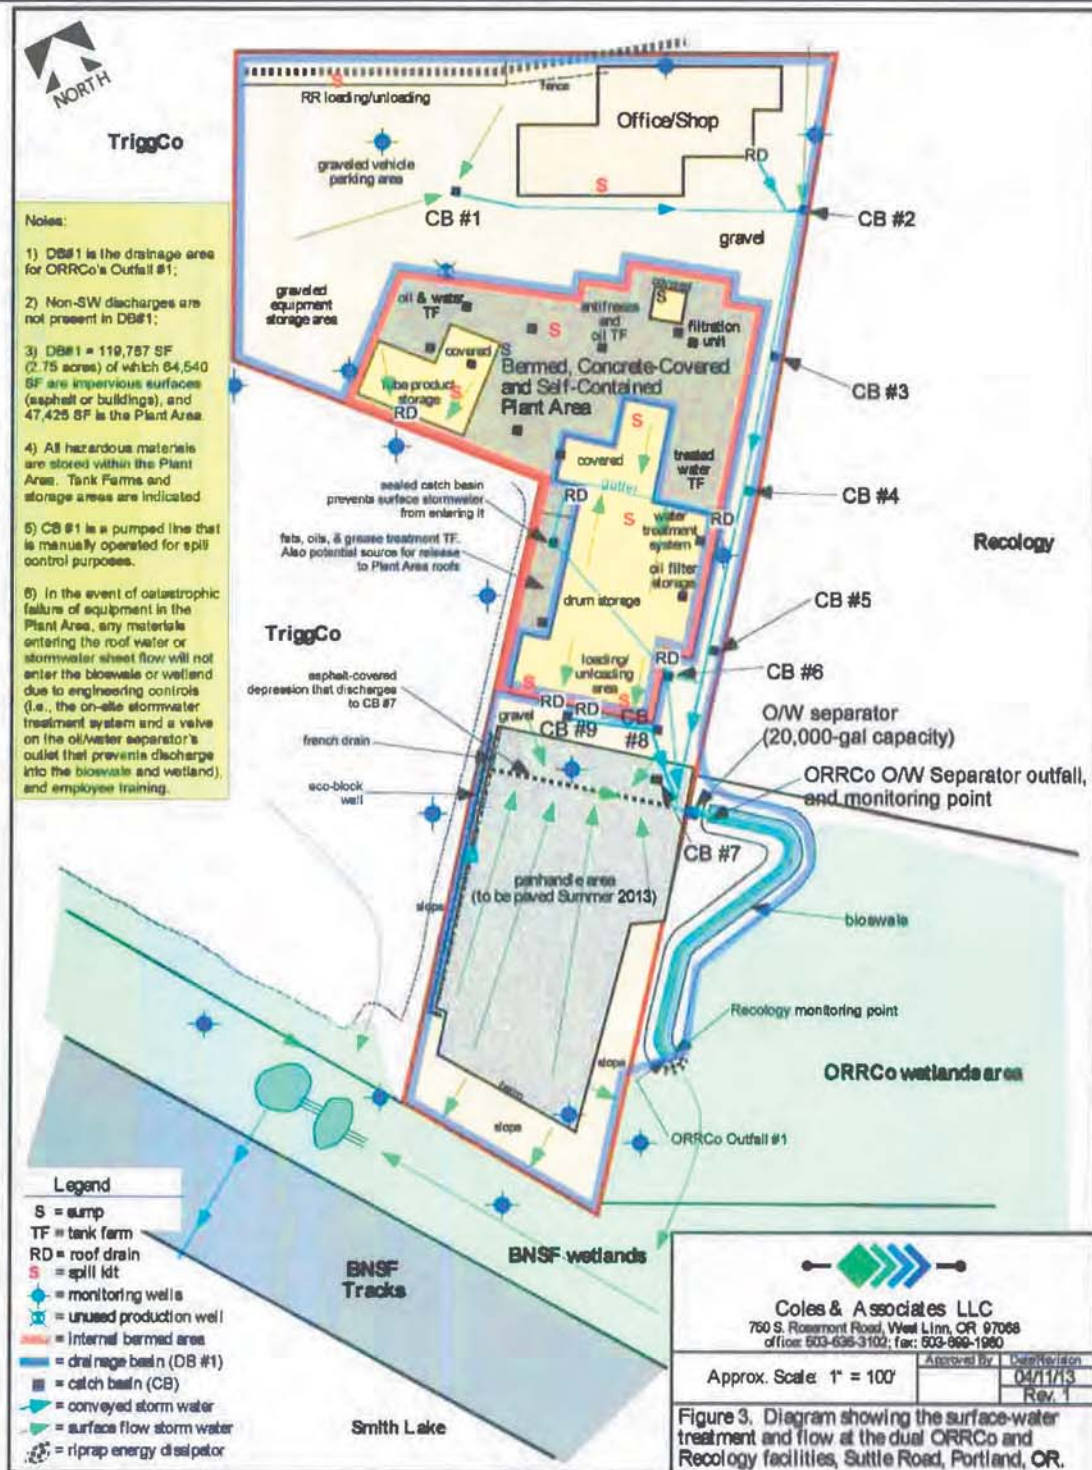 NORTH
TriggCo
RR loading/unloading
fence
Office/Shop
graveled vehicle
parking area
S
S
RD
CB #1
CB #2
gravel
Notes:
1) DB#1 is the drainage area
for ORRCo's Outfall #1;
2) Non-SW discharges are
not present in DB#1;
3) DB#1 = 119,787 SF
(2.75 acres) of which 64,540
SF are impervious surfaces
(asphalt or buildings), and
47,425 SF is the Plant Area.
4) All hazardous materials
are stored within the Plant
Area. Tank Farms and
storage areas are indicated
5) CB #1 is a pumped line that
is manually operated for spill
control purposes.
6) In the event of catastrophic
failure of equipment in the
Plant Area, any materials
entering the roof water or
stormwater sheet flow will not
enter the bioswale or wetland
due to engineering controls
(i.e., the on-site stormwater
treatment system and a valve
on the oil/water separator's
outlet that prevents discharge
into the bioswale and wetland),
and employee training.
graveled
equipment
storage area
oil & water
TF
antifreeze
and
oil TF
covered
S
filtration
unit
S
covered
S
Bermed, Concrete-Covered
and Self-Contained
Plant Area
lube product
storage
S
RD
CB #3
S
covered
treated
water
TF
gutter
sealed catch basin
prevents surface stormwater
from entering it
RD
S
RD
CB #4
water
treatment
system
Recology
fats, oils, & grease treatment TF.
Also potential source for release
to Plant Area roofs
oil filter
storage
drum storage
CB #5
TriggCo
loading/
unloading
area
RD
CB #6
asphalt-covered
depression that discharges
to CB #7
S
S
RD
RD
gravel
CB #9
CB
#8
O/W separator
(20,000-gal capacity)
french drain
ORRCo O/W Separator outfall,
and monitoring point
eco-block
wall
CB #7
panhandle area
(to be paved Summer 2013)
slope
bioswale
Recology monitoring point
slope
ORRCo wetlands area
berm
slope
ORRCo Outfall #1
Legend
S = sump
TF = tank farm
RD = roof drain
S = spill kit
= monitoring wells
= unused production well
= internal bermed area
= drainage basin (DB #1)
= catch basin (CB)
= conveyed storm water
= surface flow storm water
= riprap energy dissipator
BNSF
Tracks
BNSF wetlands
Smith Lake
Coles & Associates LLC
750 S. Rosemont Road, West Linn, OR 97068
office: 503-636-3102; fax: 503-699-1980
Approx. Scale: 1" = 100'
Approved By
Date/Revision
04/11/13
Rev. 1
Figure 3. Diagram showing the surface-water
treatment and flow at the dual ORRCo and
Recology facilities, Suttle Road, Portland, OR.